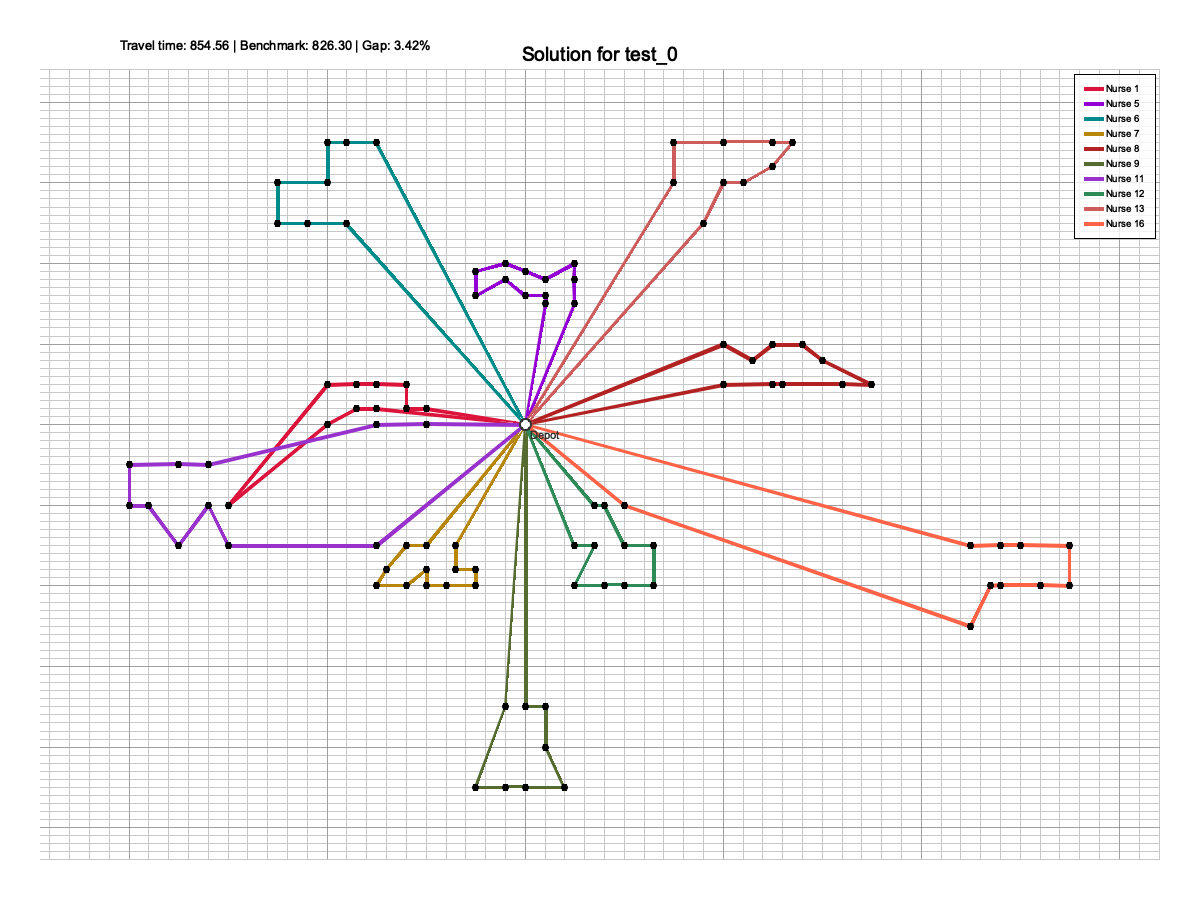 Travel time: 854.56 | Benchmark: 826.30 | Gap: 3.42%
Solution for test_0
Nurse 1
Nurse 5
Nurse 6
Nurse 7
Nurse 8
Nurse 9
Nurse 11
Nurse 12
Nurse 13
Nurse 16
Depot